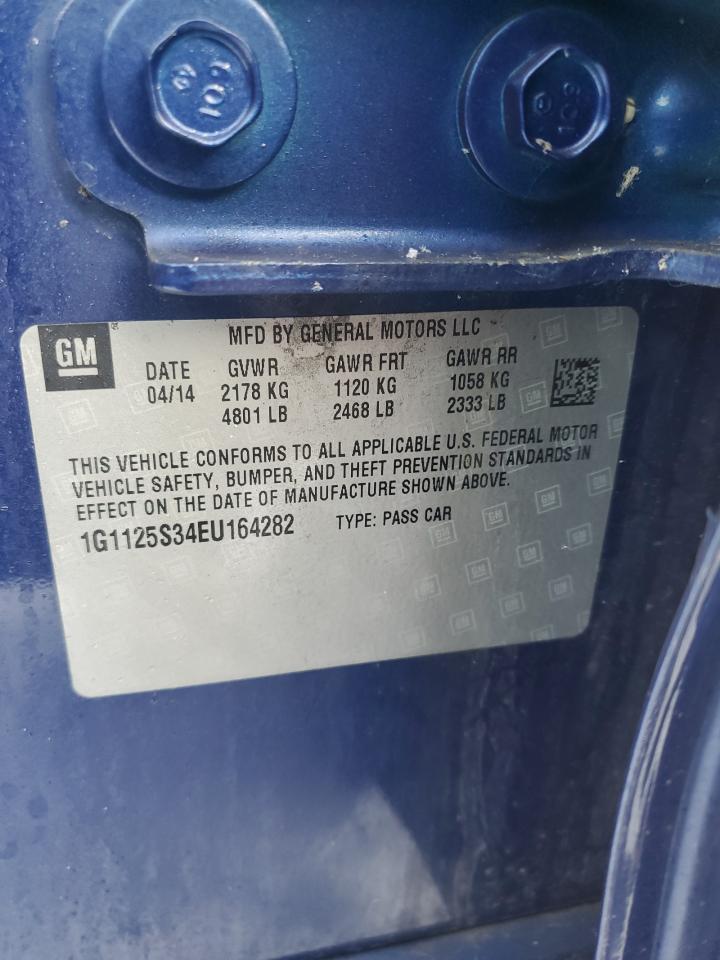 109
109
GM
MFD BY GENERAL MOTORS LLC
DATE GVWR GAWR FRT GAWR RR
04/14 2178 KG 1120 KG 1058 KG
4801 LB 2468 LB 2333 LB
THIS VEHICLE CONFORMS TO ALL APPLICABLE U.S. FEDERAL MOTOR
VEHICLE SAFETY, BUMPER, AND THEFT PREVENTION STANDARDS IN
EFFECT ON THE DATE OF MANUFACTURE SHOWN ABOVE.
1G1125S34EU164282 TYPE: PASS CAR